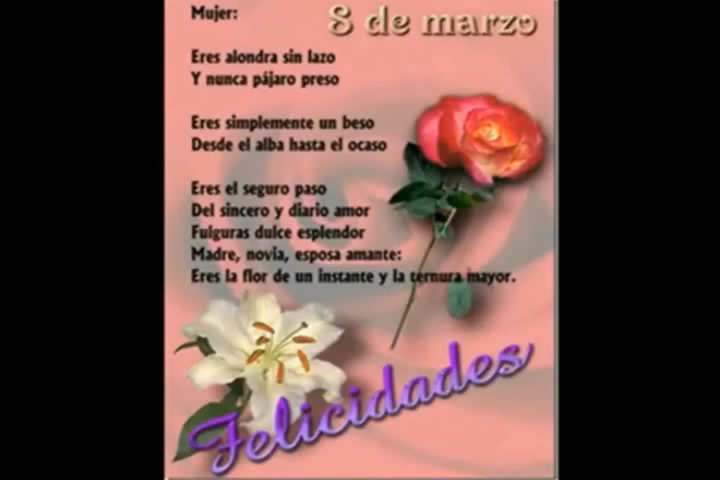 Mujer:
8 de marzo
Eres alondra sin lazo
Y nunca pájaro preso
Eres simplemente un beso
Desde el alba hasta el ocaso
Eres el seguro paso
Del sincero y diario amor
Fulguras dulce esplendor
Madre, novia, esposa amante:
Eres la flor de un instante y la ternura mayor.
Felicidades